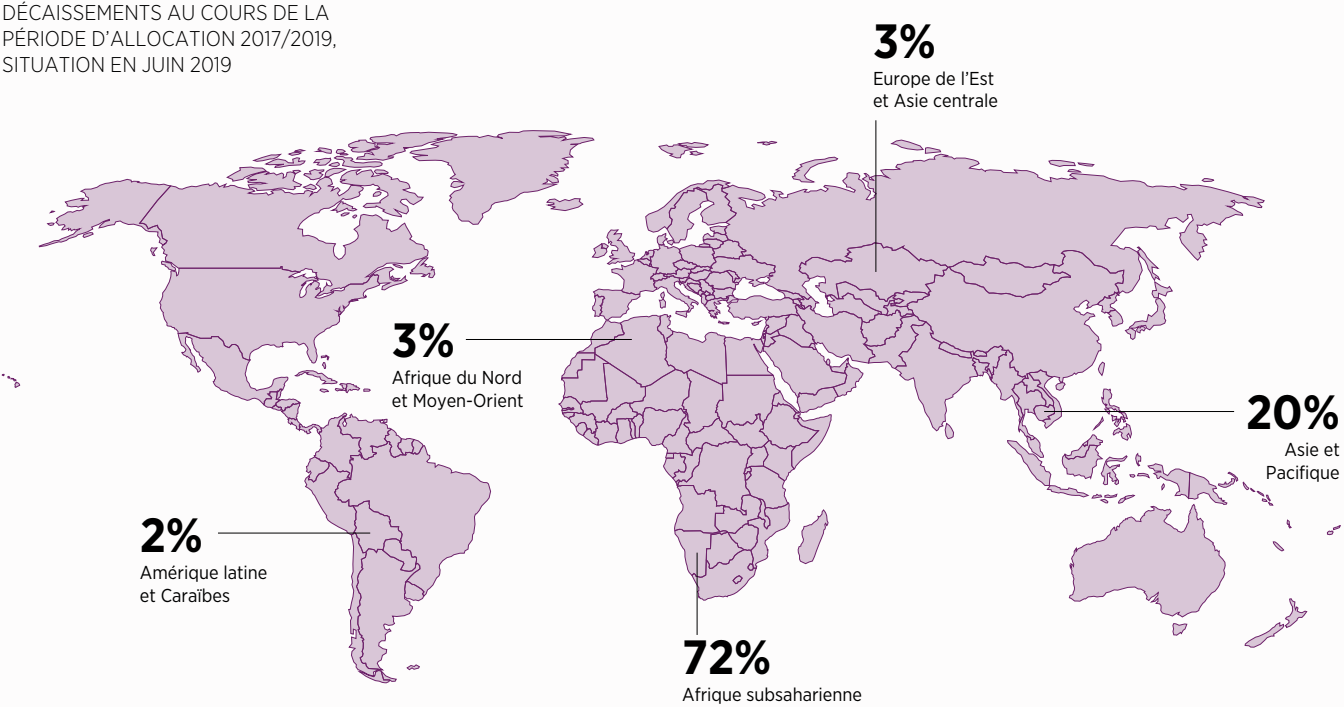 DÉCAISSEMENTS AU COURS DE LA
PÉRIODE D'ALLOCATION 2017/2019,
SITUATION EN JUIN 2019
3%
Europe de l'Est
et Asie centrale
3%
Afrique du Nord
et Moyen-Orient
20%
Asie et
Pacifique
2%
Amérique latine
et Caraïbes
72%
Afrique subsaharienne